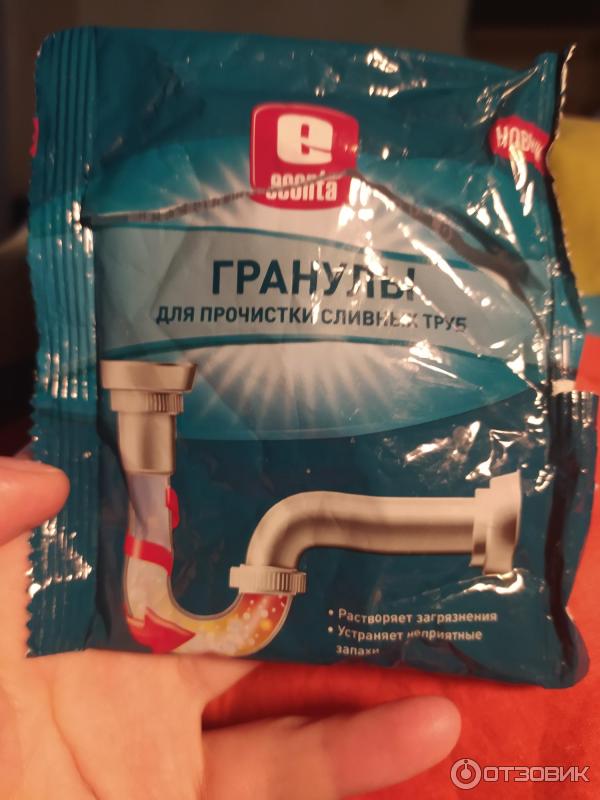 e
econta
НОВИНКА
ГРАНУЛЫ
ДЛЯ ПРОЧИСТКИ СЛИВНЫХ ТРУБ
• Растворяет загрязнения
• Устраняет неприятные
запахи
ОТЗОВИК